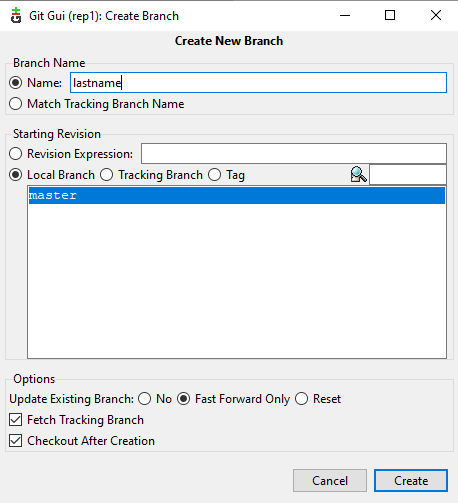 Git Gui (rep1): Create Branch
Create New Branch
Branch Name
Name: lastname
Match Tracking Branch Name
Starting Revision
Revision Expression:
Local Branch Tracking Branch Tag
master
Options
Update Existing Branch: No Fast Forward Only Reset
Fetch Tracking Branch
Checkout After Creation
Cancel Create